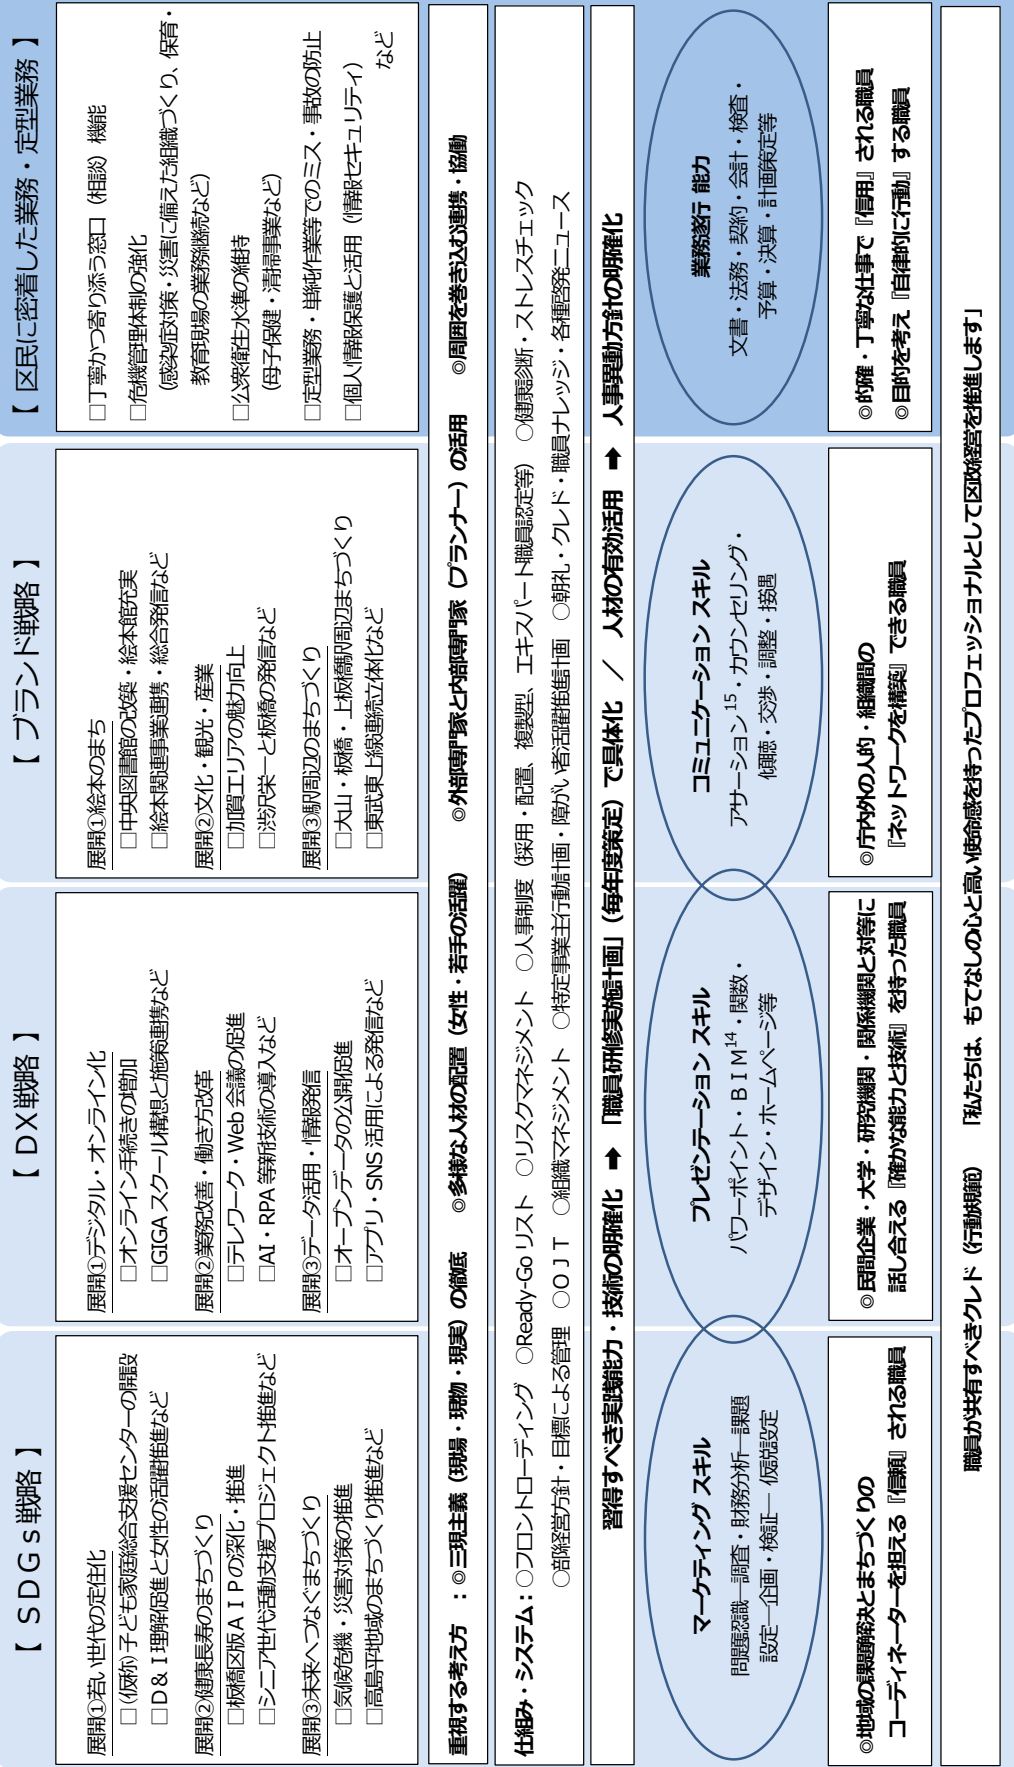 【 SDGs戦略 】
展開①若い世代の定住化
□(仮称)子ども家庭総合支援センターの開設
□D&I理解促進と女性の活躍推進など
展開②健康長寿のまちづくり
□板橋区版AIPの深化・推進
□シニア世代活動支援プロジェクト推進など
展開③未来へつなぐまちづくり
□気候危機・災害対策の推進
□高島平地域のまちづくり推進など
【 DX戦略 】
展開①デジタル・オンライン化
□オンライン手続きの増加
□GIGAスクール構想と施策連携など
展開②業務改善・働き方改革
□テレワーク・Web会議の促進
□AI・RPA等新技術の導入など
展開③データ活用・情報発信
□オープンデータの公開促進
□アプリ・SNS活用による発信など
【 ブランド戦略 】
展開①絵本のまち
□中央図書館の改築・絵本館充実
□絵本関連事業連携・総合発信など
展開②文化・観光・産業
□加賀エリアの魅力向上
□渋沢栄一と板橋の発信など
展開③駅周辺のまちづくり
□大山・板橋・上板橋駅周辺まちづくり
□東武東上線連続立体化など
【 区民に密着した業務・定型業務 】
□丁寧かつ寄り添う窓口（相談）機能
□危機管理体制の強化
(感染症対策・災害に備えた組織づくり、保育・
教育現場の業務継続など)
□公衆衛生水準の維持
(母子保健・清掃事業など)
□定型業務・単純作業等でのミス・事故の防止
□個人情報保護と活用（情報セキュリティ）
など
重視する考え方 ：◎三現主義（現場・現物・現実）の徹底 ◎多様な人材の配置（女性・若手の活躍） ◎外部専門家と内部専門家（プランナー）の活用 ◎周囲を巻き込む連携・協働
仕組み・システム：○フロントローディング ○Ready-Goリスト ○リスクマネジメント ○人事制度（採用・配置、複製型、エキスパート職員認定等） ○健康診断・ストレスチェック
○部経営方針・目標による管理 ○OJT ○組織マネジメント ○特定事業主行動計画・障がい者活躍推進計画 ○朝礼・クレド・職員ナレッジ・各種啓発ニュース
習得すべき実践能力・技術の明確化 ➡ 「職員研修実施計画」（毎年度策定）で具体化 ／ 人材の有効活用 ➡ 人事異動方針の明確化
マーケティング スキル
問題認識―調査・財務分析―課題
設定―企画・検証―仮説設定
プレゼンテーション スキル
パワーポイント・BIM14・関数・
デザイン・ホームページ等
コミュニケーション スキル
アサーション15・カウンセリング・
傾聴・交渉・調整・接遇
業務遂行 能力
文書・法務・契約・会計・検査・
予算・決算・計画策定等
◎地域の課題解決とまちづくりの
コーディネーターを担える『信頼』される職員
◎民間企業・大学・研究機関・関係機関と対等に
話し合える『確かな能力と技術』を持った職員
◎庁内外の人的・組織間の
『ネットワークを構築』できる職員
◎的確・丁寧な仕事で『信用』される職員
◎目的を考え『自律的に行動』する職員
職員が共有すべきクレド（行動規範） 「私たちは、もてなしの心と高い使命感を持ったプロフェッショナルとして区政経営を推進します」